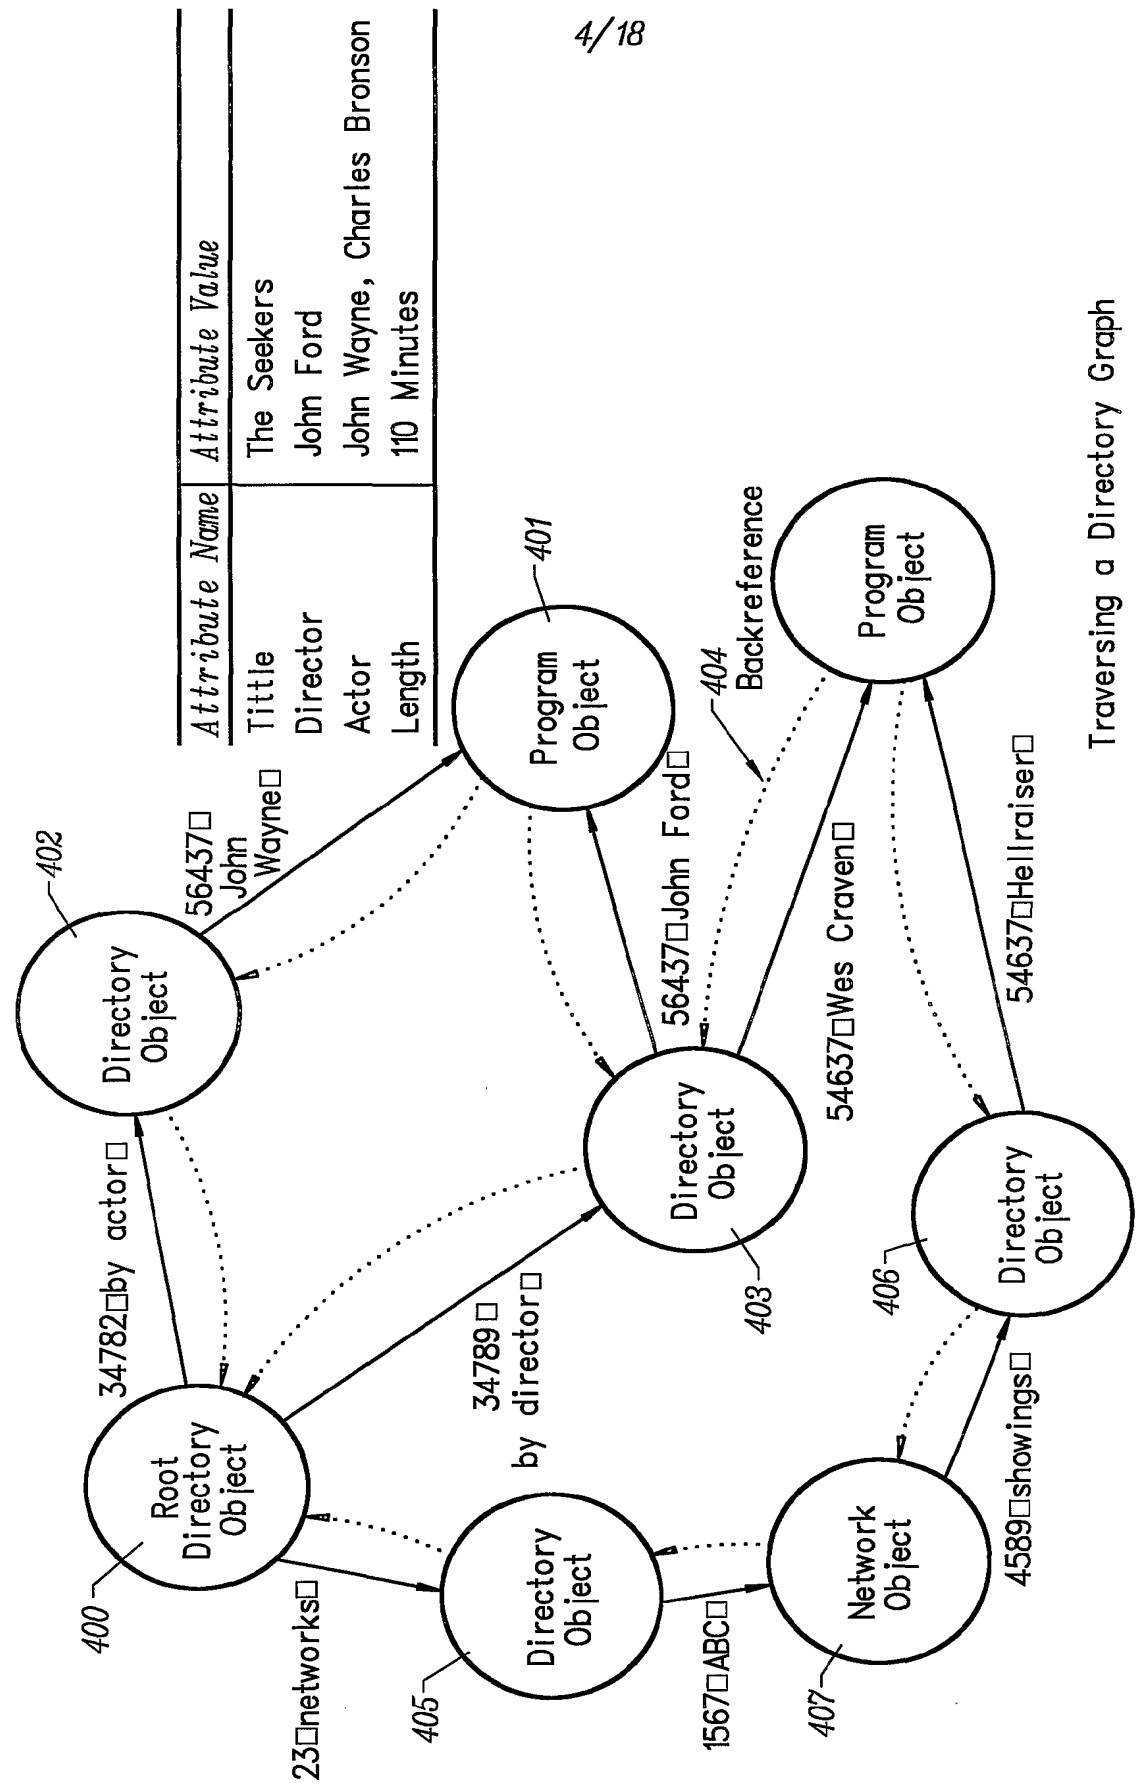 4/18
Attribute Name Attribute Value
Tittle The Seekers
Director John Ford
Actor John Wayne, Charles Bronson
Length 110 Minutes
402
Directory
Object
56437□
John
Wayne□
34782□by actor□
400
Root
Directory
Object
401
Program
Object
34789□
by director□
403
Directory
Object
56437□John Ford□
404
Backreference
23□networks□
405
Directory
Object
54637□Wes Craven□
Program
Object
1567□ABC□
407
Network
Object
406
Directory
Object
4589□showings□
54637□Hellraiser□
Traversing a Directory Graph